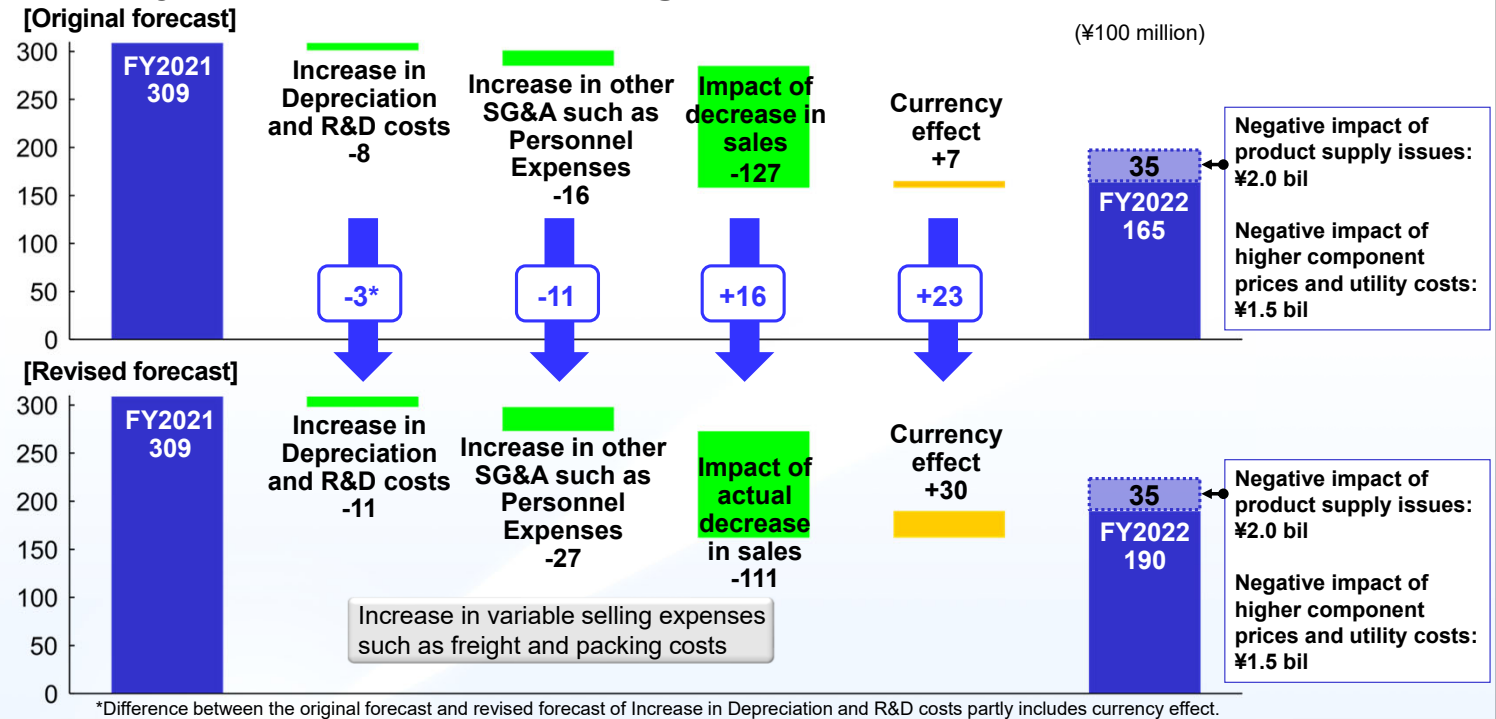 [Original forecast]
(¥100 million)
300
250
200
150
100
50
0
FY2021
309
Increase in
Depreciation
and R&D costs
-8
Increase in other
SG&A such as
Personnel
Expenses
-16
Impact of
decrease in
sales
-127
Currency
effect
+7
35
FY2022
165
Negative impact of
product supply issues:
¥2.0 bil
Negative impact of
higher component
prices and utility costs:
¥1.5 bil
-3*
-11
+16
+23
[Revised forecast]
300
250
200
150
100
50
0
FY2021
309
Increase in
Depreciation
and R&D costs
-11
Increase in other
SG&A such as
Personnel
Expenses
-27
Impact of
actual
decrease
in sales
-111
Currency
effect
+30
35
FY2022
190
Negative impact of
product supply issues:
¥2.0 bil
Negative impact of
higher component
prices and utility costs:
¥1.5 bil
Increase in variable selling expenses
such as freight and packing costs
*Difference between the original forecast and revised forecast of Increase in Depreciation and R&D costs partly includes currency effect.